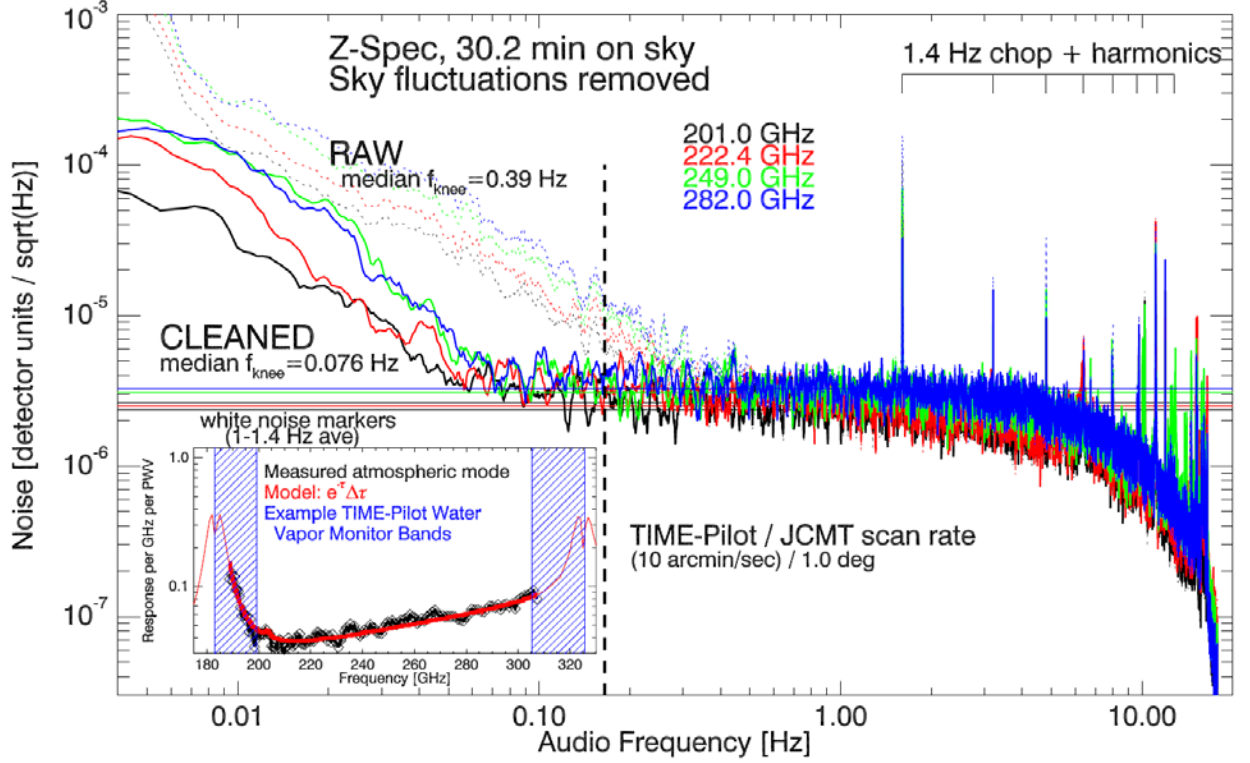 Z-Spec, 30.2 min on sky
Sky fluctuations removed
1.4 Hz chop + harmonics
201.0 GHz
222.4 GHz
249.0 GHz
282.0 GHz
RAW
median f_knee=0.39 Hz
CLEANED
median f_knee=0.076 Hz
white noise markers
(1-1.4 Hz ave)
TIME-Pilot / JCMT scan rate
(10 arcmin/sec) / 1.0 deg
Noise [detector units / sqrt(Hz)]
10^-3
10^-4
10^-5
10^-6
10^-7
0.01 0.10 1.00 10.00
Audio Frequency [Hz]
Measured atmospheric mode
Model: e^-τ Δτ
Example TIME-Pilot Water
Vapor Monitor Bands
Response per GHz per PWV
1.0
0.1
180 200 220 240 260 280 300 320
Frequency [GHz]